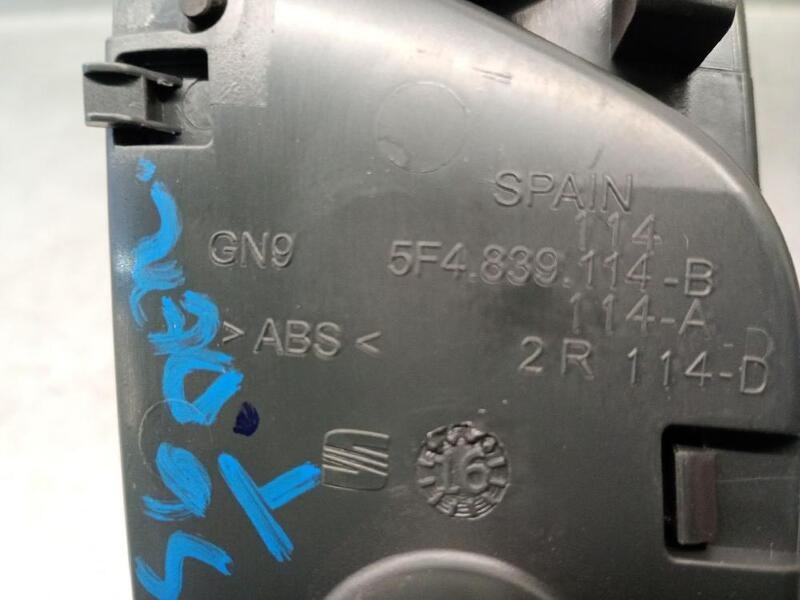 SPAIN
114
GN9
5F4.839.114-B
114-A
>ABS<
2 R 114-D
16